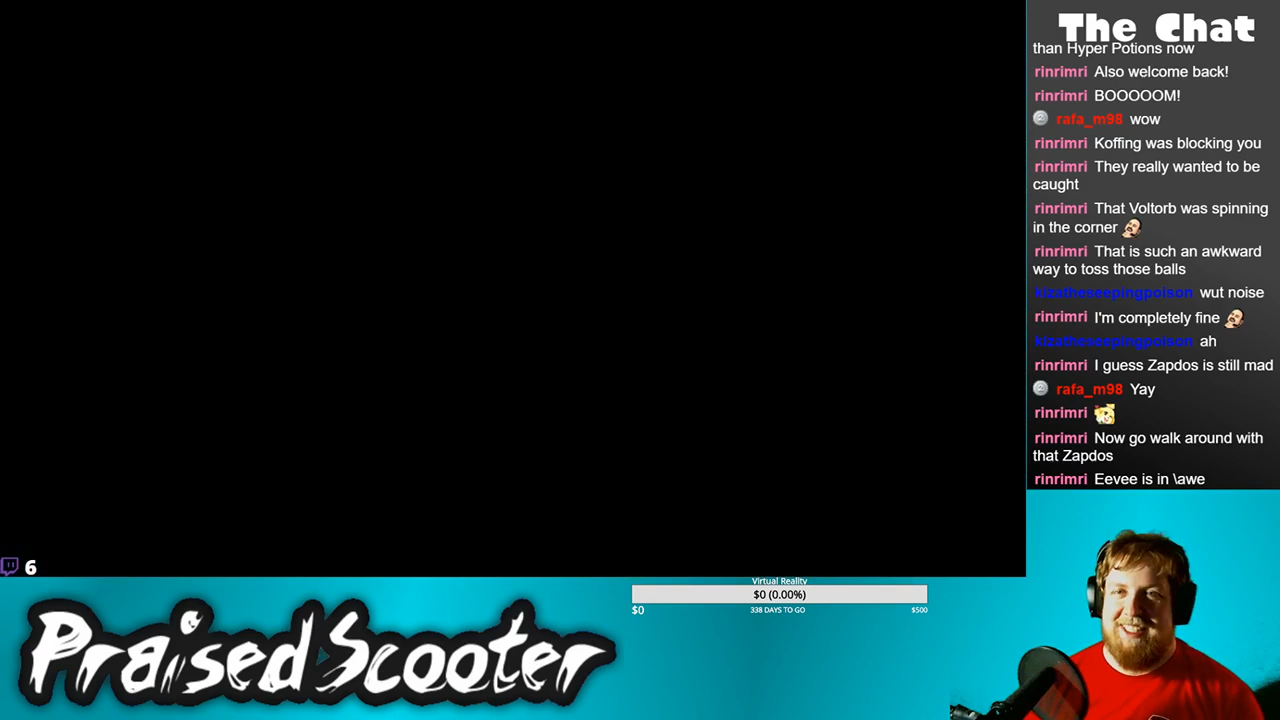 The Chat
than Hyper Potions now
rinrimri Also welcome back!
rinrimri BOOOOOM!
2 rafa_m98 wow
rinrimri Koffing was blocking you
rinrimri They really wanted to be
caught
rinrimri That Voltorb was spinning
in the corner
rinrimri That is such an awkward
way to toss those balls
kizatheseepingpoison wut noise
rinrimri I'm completely fine
kizatheseepingpoison ah
rinrimri I guess Zapdos is still mad
2 rafa_m98 Yay
rinrimri
rinrimri Now go walk around with
that Zapdos
rinrimri Eevee is in \awe
6
Virtual Reality
$0 (0.00%)
$0 338 DAYS TO GO $500
PraisedScooter